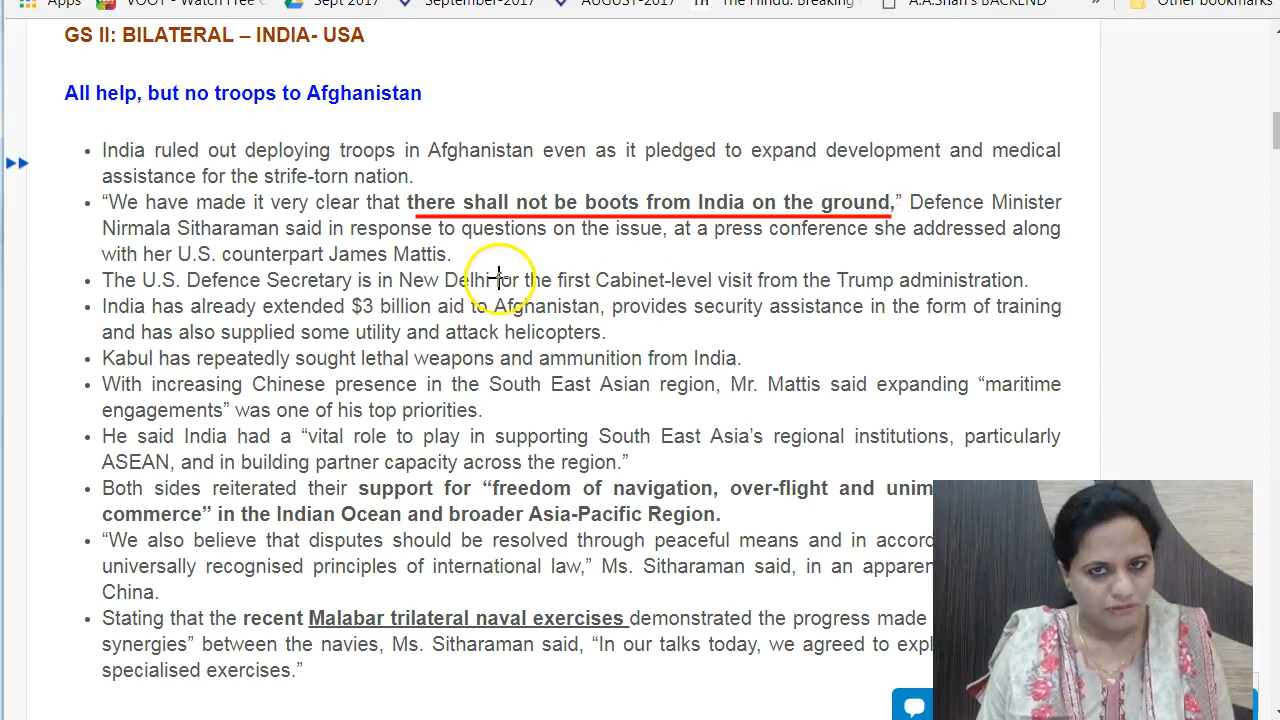 Apps VOOT - Watch Free Sept 2017 September-2017 AUGUST-2017 TH The Hindu: Breaking A.A.Shah's BACKEND » Other bookmarks
GS II: BILATERAL – INDIA- USA
All help, but no troops to Afghanistan
• India ruled out deploying troops in Afghanistan even as it pledged to expand development and medical
assistance for the strife-torn nation.
• “We have made it very clear that there shall not be boots from India on the ground,” Defence Minister
Nirmala Sitharaman said in response to questions on the issue, at a press conference she addressed along
with her U.S. counterpart James Mattis.
• The U.S. Defence Secretary is in New Delhi for the first Cabinet-level visit from the Trump administration.
• India has already extended $3 billion aid to Afghanistan, provides security assistance in the form of training
and has also supplied some utility and attack helicopters.
• Kabul has repeatedly sought lethal weapons and ammunition from India.
• With increasing Chinese presence in the South East Asian region, Mr. Mattis said expanding “maritime
engagements” was one of his top priorities.
• He said India had a “vital role to play in supporting South East Asia’s regional institutions, particularly
ASEAN, and in building partner capacity across the region.”
• Both sides reiterated their support for “freedom of navigation, over-flight and unim
commerce” in the Indian Ocean and broader Asia-Pacific Region.
• “We also believe that disputes should be resolved through peaceful means and in accord
universally recognised principles of international law,” Ms. Sitharaman said, in an apparen
China.
• Stating that the recent Malabar trilateral naval exercises demonstrated the progress made
synergies” between the navies, Ms. Sitharaman said, “In our talks today, we agreed to expl
specialised exercises.”